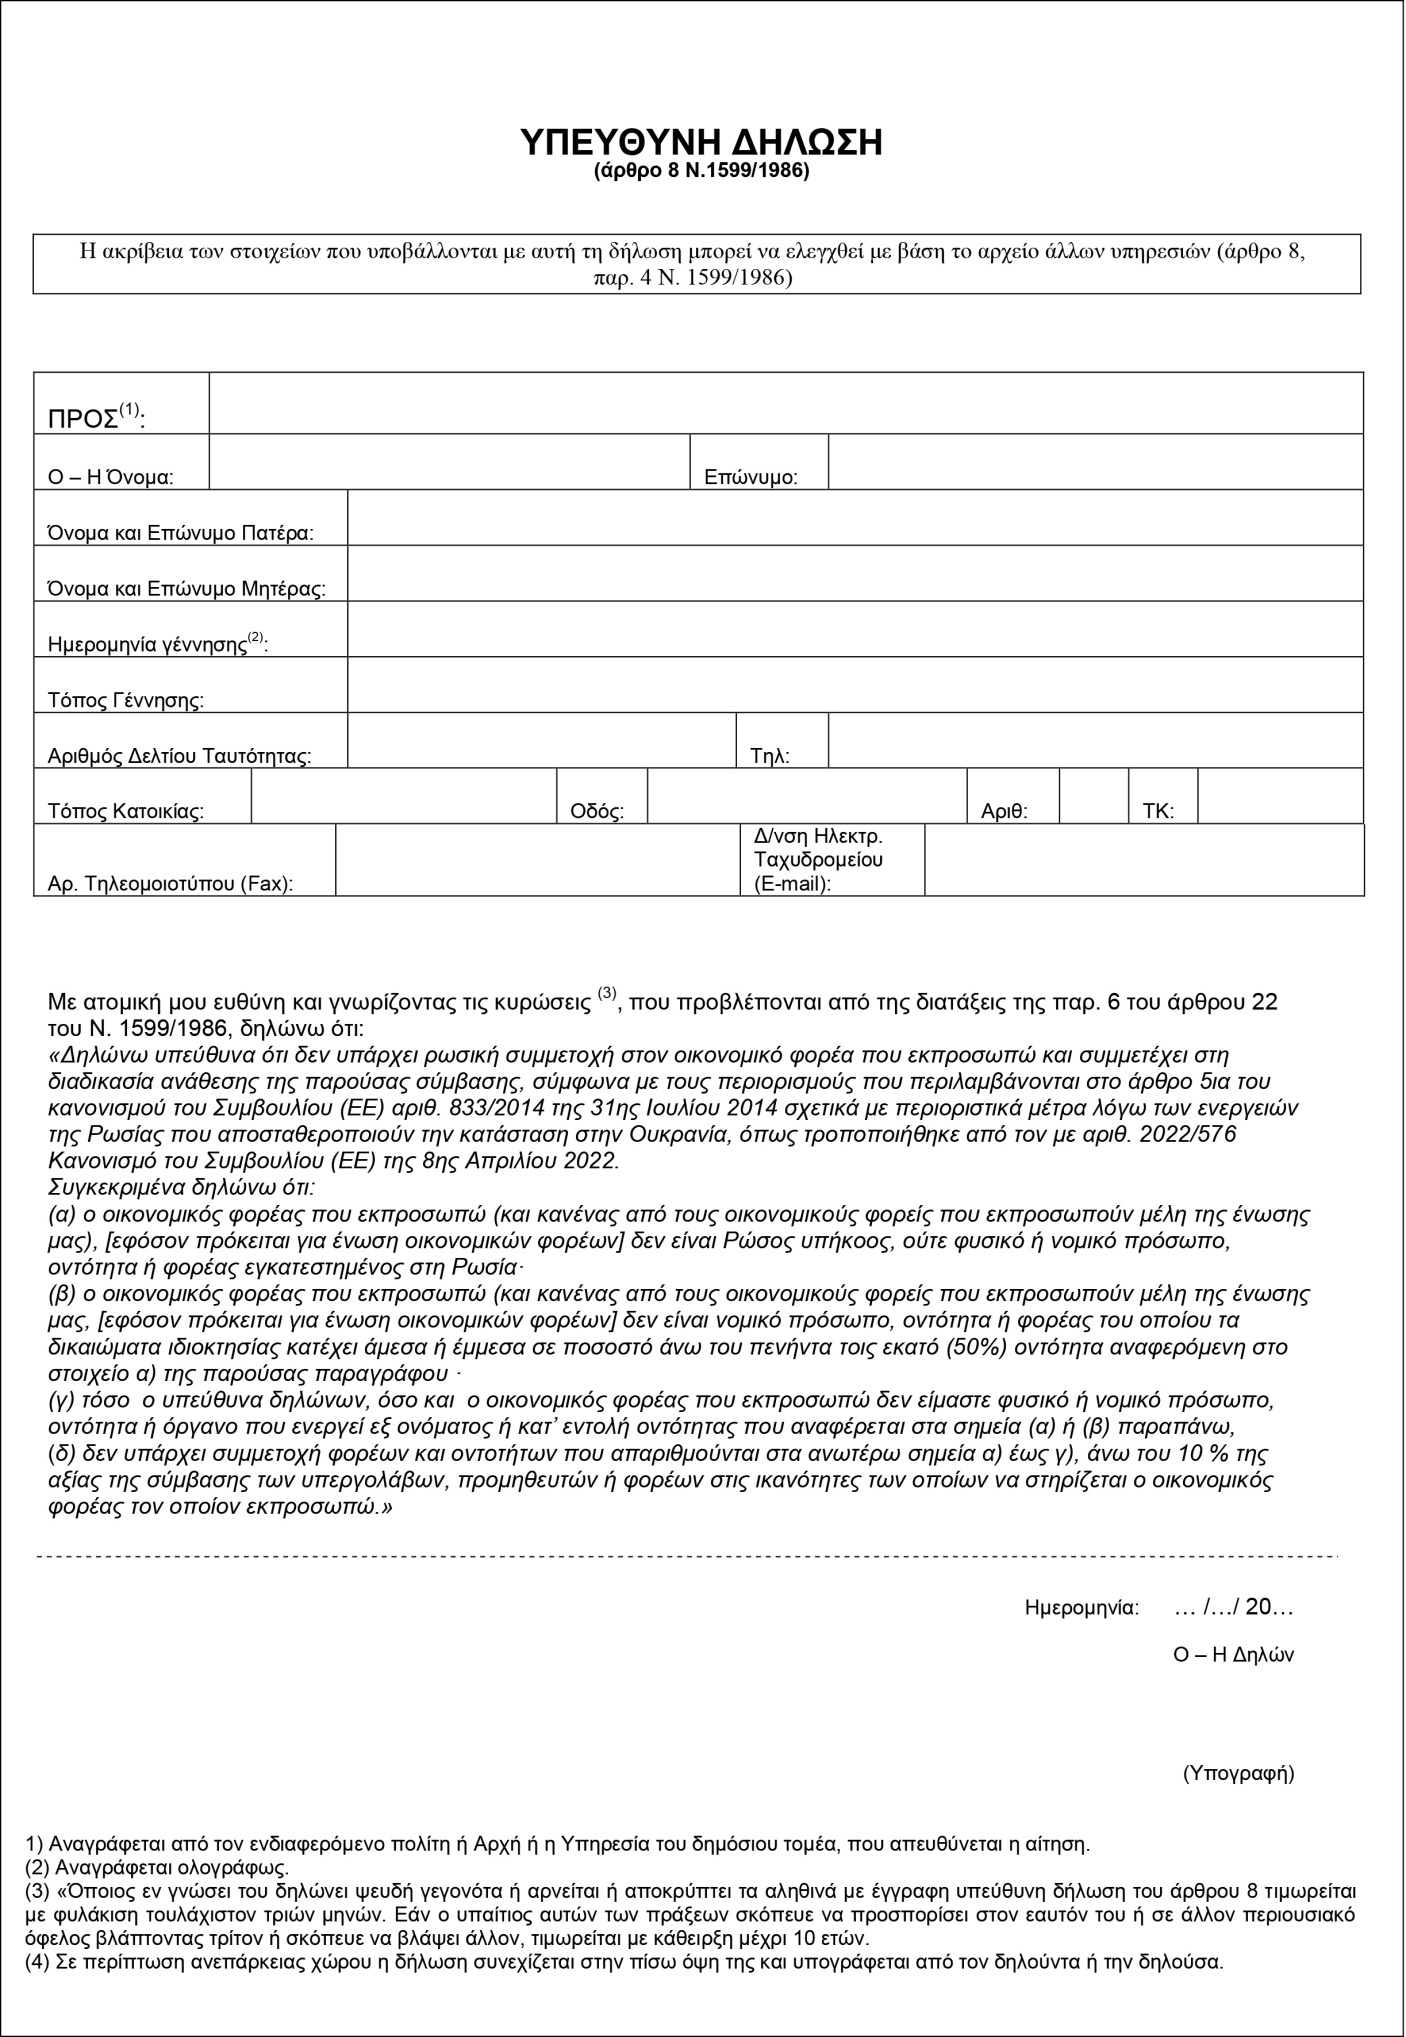 ΥΠΕΥΘΥΝΗ ΔΗΛΩΣΗ
(άρθρο 8 Ν.1599/1986)
Η ακρίβεια των στοιχείων που υποβάλλονται με αυτή τη δήλωση μπορεί να ελεγχθεί με βάση το αρχείο άλλων υπηρεσιών (άρθρο 8,
παρ. 4 Ν. 1599/1986)
ΠΡΟΣ(1):
Ο – Η Όνομα: Επώνυμο:
Όνομα και Επώνυμο Πατέρα:
Όνομα και Επώνυμο Μητέρας:
Ημερομηνία γέννησης(2):
Τόπος Γέννησης:
Αριθμός Δελτίου Ταυτότητας: Τηλ:
Τόπος Κατοικίας: Οδός: Αριθ: ΤΚ:
Αρ. Τηλεομοιοτύπου (Fax):
Δ/νση Ηλεκτρ.
Ταχυδρομείου
(Ε-mail):
Με ατομική μου ευθύνη και γνωρίζοντας τις κυρώσεις (3), που προβλέπονται από της διατάξεις της παρ. 6 του άρθρου 22
του Ν. 1599/1986, δηλώνω ότι:
«Δηλώνω υπεύθυνα ότι δεν υπάρχει ρωσική συμμετοχή στον οικονομικό φορέα που εκπροσωπώ και συμμετέχει στη
διαδικασία ανάθεσης της παρούσας σύμβασης, σύμφωνα με τους περιορισμούς που περιλαμβάνονται στο άρθρο 5ια του
κανονισμού του Συμβουλίου (ΕΕ) αριθ. 833/2014 της 31ης Ιουλίου 2014 σχετικά με περιοριστικά μέτρα λόγω των ενεργειών
της Ρωσίας που αποσταθεροποιούν την κατάσταση στην Ουκρανία, όπως τροποποιήθηκε από τον με αριθ. 2022/576
Κανονισμό του Συμβουλίου (ΕΕ) της 8ης Απριλίου 2022.
Συγκεκριμένα δηλώνω ότι:
(α) ο οικονομικός φορέας που εκπροσωπώ (και κανένας από τους οικονομικούς φορείς που εκπροσωπούν μέλη της ένωσης
μας), [εφόσον πρόκειται για ένωση οικονομικών φορέων] δεν είναι Ρώσος υπήκοος, ούτε φυσικό ή νομικό πρόσωπο,
οντότητα ή φορέας εγκατεστημένος στη Ρωσία·
(β) ο οικονομικός φορέας που εκπροσωπώ (και κανένας από τους οικονομικούς φορείς που εκπροσωπούν μέλη της ένωσης
μας, [εφόσον πρόκειται για ένωση οικονομικών φορέων] δεν είναι νομικό πρόσωπο, οντότητα ή φορέας του οποίου τα
δικαιώματα ιδιοκτησίας κατέχει άμεσα ή έμμεσα σε ποσοστό άνω του πενήντα τοις εκατό (50%) οντότητα αναφερόμενη στο
στοιχείο α) της παρούσας παραγράφου ·
(γ) τόσο ο υπεύθυνα δηλώνων, όσο και ο οικονομικός φορέας που εκπροσωπώ δεν είμαστε φυσικό ή νομικό πρόσωπο,
οντότητα ή όργανο που ενεργεί εξ ονόματος ή κατ’ εντολή οντότητας που αναφέρεται στα σημεία (α) ή (β) παραπάνω,
(δ) δεν υπάρχει συμμετοχή φορέων και οντοτήτων που απαριθμούνται στα ανωτέρω σημεία α) έως γ), άνω του 10 % της
αξίας της σύμβασης των υπεργολάβων, προμηθευτών ή φορέων στις ικανότητες των οποίων να στηρίζεται ο οικονομικός
φορέας τον οποίον εκπροσωπώ.»
Ημερομηνία: … /…/ 20…
Ο – Η Δηλών
(Υπογραφή)
1) Αναγράφεται από τον ενδιαφερόμενο πολίτη ή Αρχή ή η Υπηρεσία του δημόσιου τομέα, που απευθύνεται η αίτηση.
(2) Αναγράφεται ολογράφως.
(3) «Όποιος εν γνώσει του δηλώνει ψευδή γεγονότα ή αρνείται ή αποκρύπτει τα αληθινά με έγγραφη υπεύθυνη δήλωση του άρθρου 8 τιμωρείται
με φυλάκιση τουλάχιστον τριών μηνών. Εάν ο υπαίτιος αυτών των πράξεων σκόπευε να προσπορίσει στον εαυτόν του ή σε άλλον περιουσιακό
όφελος βλάπτοντας τρίτον ή σκόπευε να βλάψει άλλον, τιμωρείται με κάθειρξη μέχρι 10 ετών.
(4) Σε περίπτωση ανεπάρκειας χώρου η δήλωση συνεχίζεται στην πίσω όψη της και υπογράφεται από τον δηλούντα ή την δηλούσα.